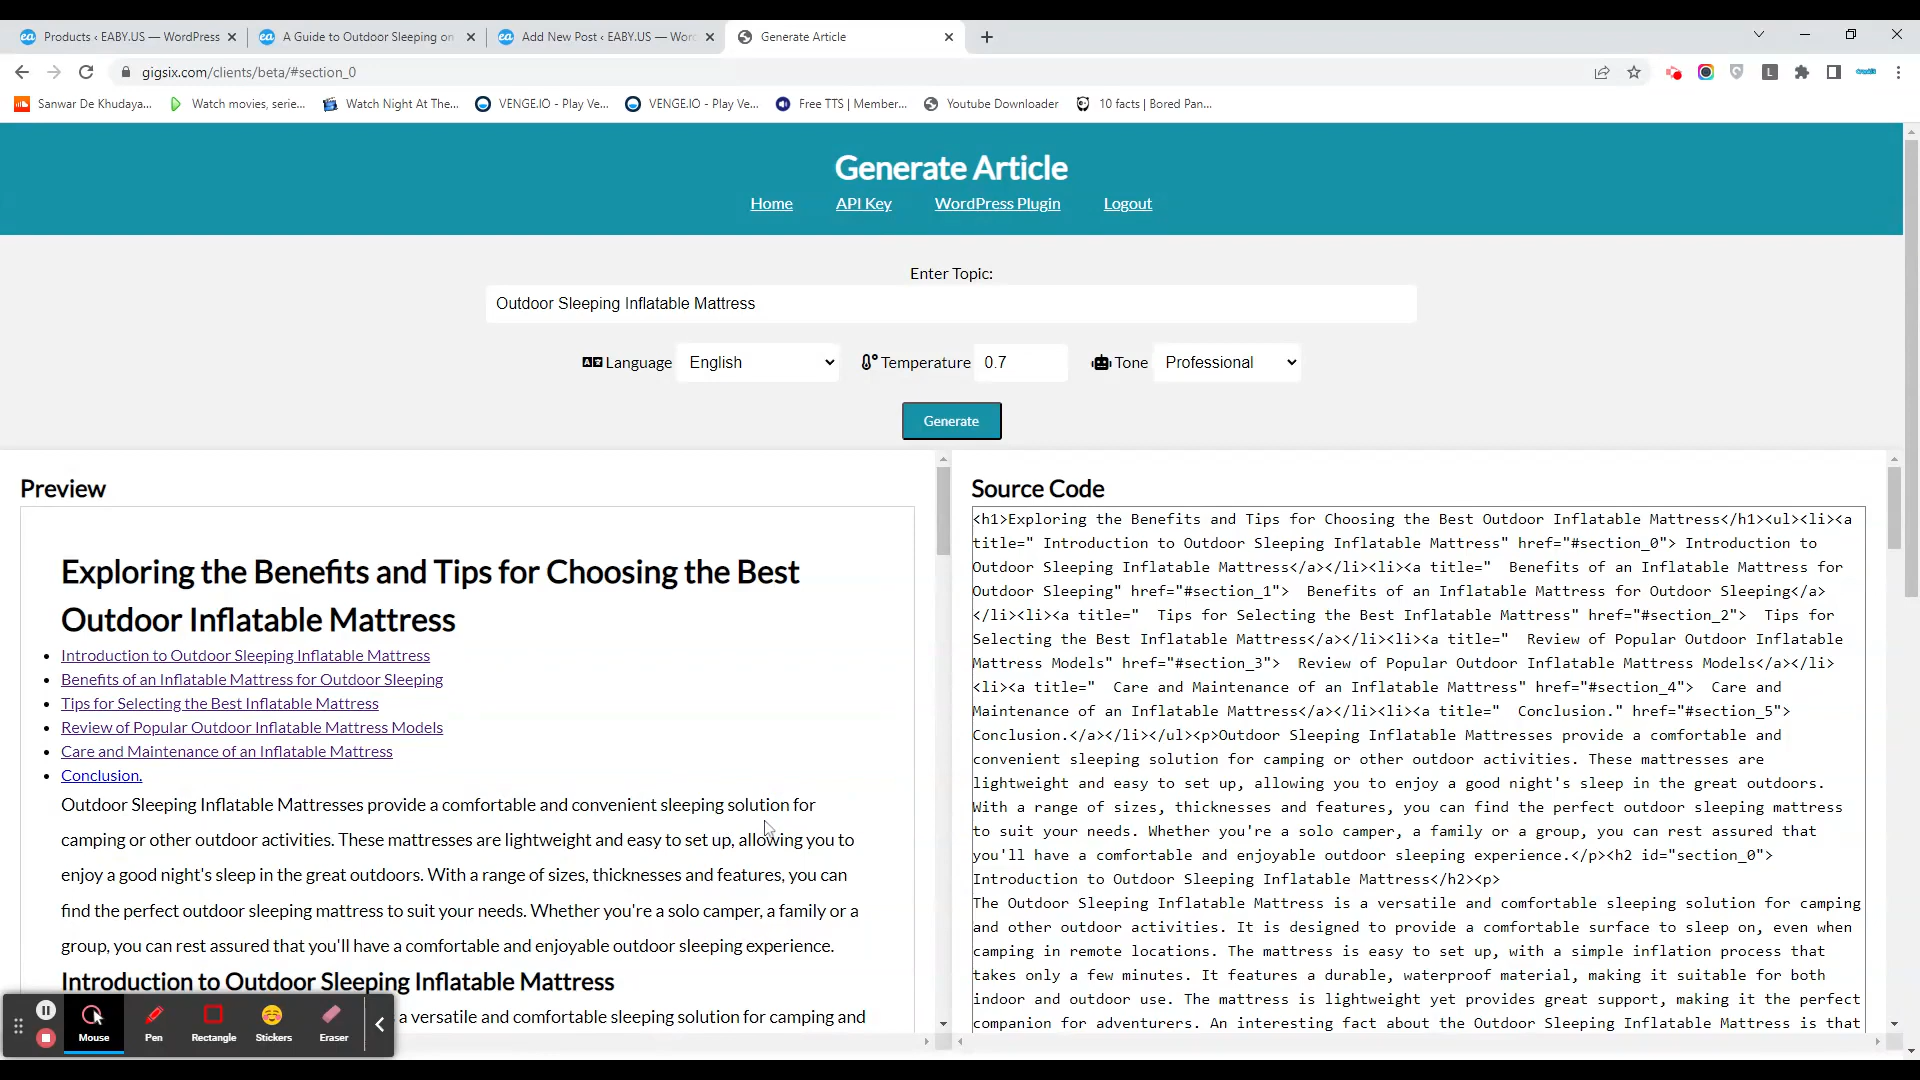 Products ‹ EABY.US — WordPress
A Guide to Outdoor Sleeping on
Add New Post ‹ EABY.US — Wor
Generate Article
gigsix.com/clients/beta/#section_0
Sanwar De Khudaya...
Watch movies, serie...
Watch Night At The...
VENGE.IO - Play Ve...
VENGE.IO - Play Ve...
Free TTS | Member...
Youtube Downloader
10 facts | Bored Pan...
Generate Article
Home
API Key
WordPress Plugin
Logout
Enter Topic:
Outdoor Sleeping Inflatable Mattress
Language
English
Temperature
0.7
Tone
Professional
Generate
Preview
Exploring the Benefits and Tips for Choosing the Best
Outdoor Inflatable Mattress
Introduction to Outdoor Sleeping Inflatable Mattress
Benefits of an Inflatable Mattress for Outdoor Sleeping
Tips for Selecting the Best Inflatable Mattress
Review of Popular Outdoor Inflatable Mattress Models
Care and Maintenance of an Inflatable Mattress
Conclusion.
Outdoor Sleeping Inflatable Mattresses provide a comfortable and convenient sleeping solution for
camping or other outdoor activities. These mattresses are lightweight and easy to set up, allowing you to
enjoy a good night's sleep in the great outdoors. With a range of sizes, thicknesses and features, you can
find the perfect outdoor sleeping mattress to suit your needs. Whether you're a solo camper, a family or a
group, you can rest assured that you'll have a comfortable and enjoyable outdoor sleeping experience.
Introduction to Outdoor Sleeping Inflatable Mattress
a versatile and comfortable sleeping solution for camping and
Source Code
<h1>Exploring the Benefits and Tips for Choosing the Best Outdoor Inflatable Mattress</h1><ul><li><a
title=" Introduction to Outdoor Sleeping Inflatable Mattress" href="#section_0"> Introduction to
Outdoor Sleeping Inflatable Mattress</a></li><li><a title="  Benefits of an Inflatable Mattress for
Outdoor Sleeping" href="#section_1">  Benefits of an Inflatable Mattress for Outdoor Sleeping</a>
</li><li><a title="  Tips for Selecting the Best Inflatable Mattress" href="#section_2">  Tips for
Selecting the Best Inflatable Mattress</a></li><li><a title="  Review of Popular Outdoor Inflatable
Mattress Models" href="#section_3">  Review of Popular Outdoor Inflatable Mattress Models</a></li>
<li><a title="  Care and Maintenance of an Inflatable Mattress" href="#section_4">  Care and
Maintenance of an Inflatable Mattress</a></li><li><a title="  Conclusion." href="#section_5">
Conclusion.</a></li></ul><p>Outdoor Sleeping Inflatable Mattresses provide a comfortable and
convenient sleeping solution for camping or other outdoor activities. These mattresses are
lightweight and easy to set up, allowing you to enjoy a good night's sleep in the great outdoors.
With a range of sizes, thicknesses and features, you can find the perfect outdoor sleeping mattress
to suit your needs. Whether you're a solo camper, a family or a group, you can rest assured that
you'll have a comfortable and enjoyable outdoor sleeping experience.</p><h2 id="section_0">
Introduction to Outdoor Sleeping Inflatable Mattress</h2><p>
The Outdoor Sleeping Inflatable Mattress is a versatile and comfortable sleeping solution for camping
and other outdoor activities. It is designed to provide a comfortable surface to sleep on, even when
camping in remote locations. The mattress is easy to set up, with a simple inflation process that
takes only a few minutes. It features a durable, waterproof material, making it suitable for both
indoor and outdoor use. The mattress is lightweight yet provides great support, making it the perfect
companion for adventurers. An interesting fact about the Outdoor Sleeping Inflatable Mattress is that
Mouse
Pen
Rectangle
Stickers
Eraser